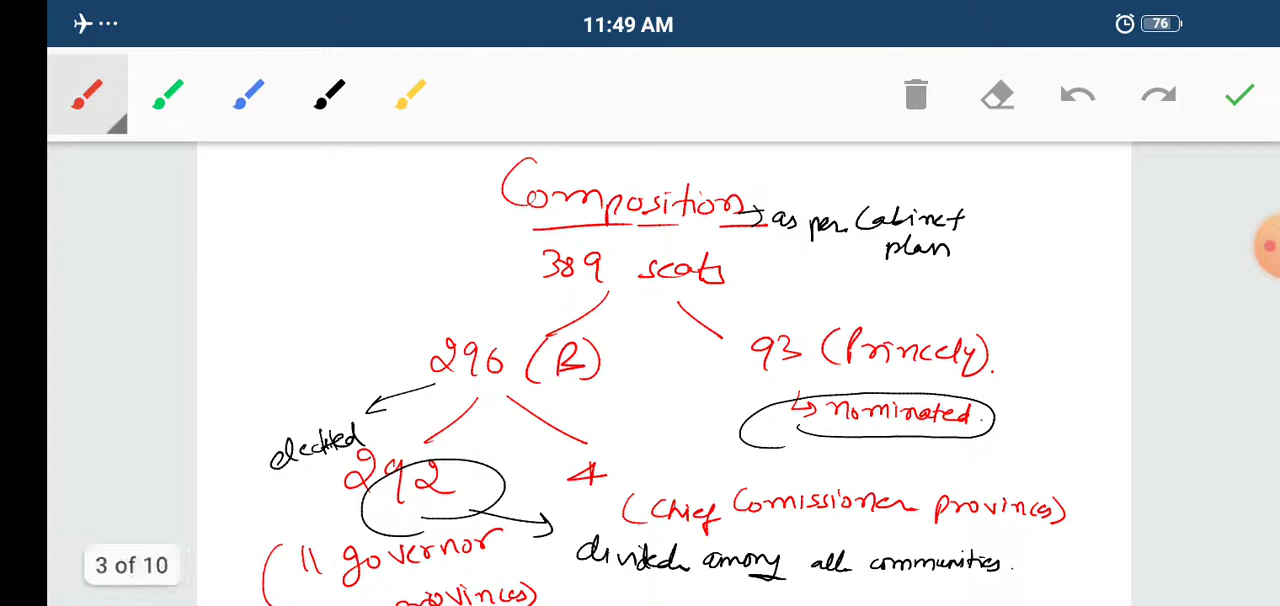 11:49 AM
76
Composition → as per Cabinet
plan
389 seats
296 (B)
93 (Princely).
↳ nominated.
elected
292
4
(Chief Comissioner provinces)
(11 governor
provinces)
divided among all communities.
3 of 10